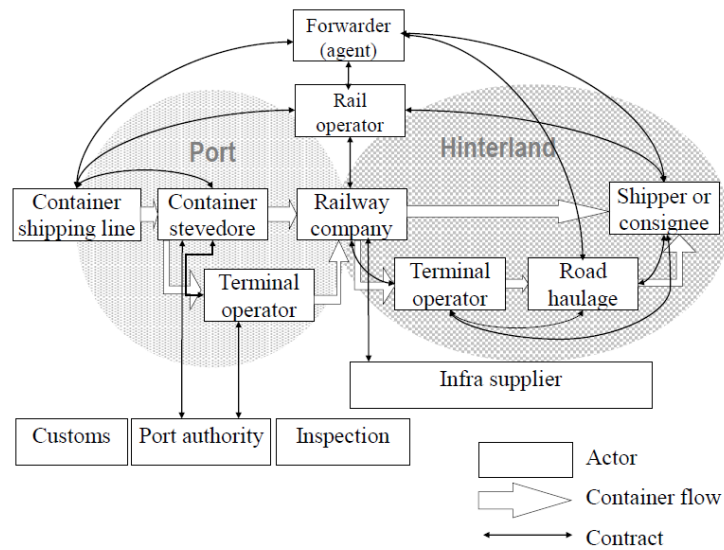 Forwarder
(agent)
Rail
operator
Port
Hinterland
Container
shipping line
Container
stevedore
Railway
company
Shipper or
consignee
Terminal
operator
Terminal
operator
Road
haulage
Infra supplier
Customs
Port authority
Inspection
Actor
Container flow
Contract